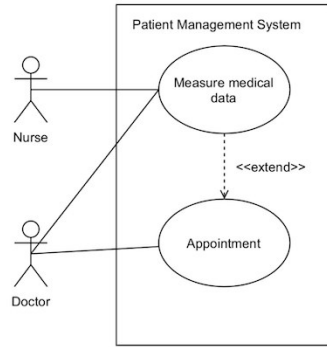 Patient Management System
Measure medical
data
Nurse
<<extend>>
Appointment
Doctor